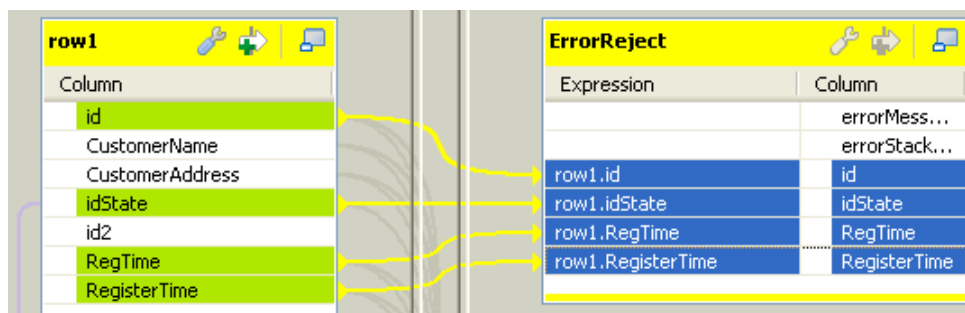 row1
Column
id
CustomerName
CustomerAddress
idState
id2
RegTime
RegisterTime
ErrorReject
Expression Column
errorMess...
errorStack...
row1.id id
row1.idState idState
row1.RegTime RegTime
row1.RegisterTime RegisterTime